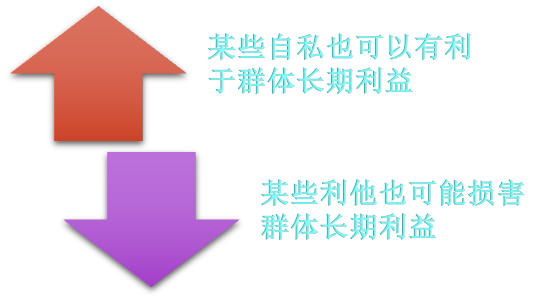 某些自私也可以有利
于群体长期利益
某些利他也可能损害
群体长期利益